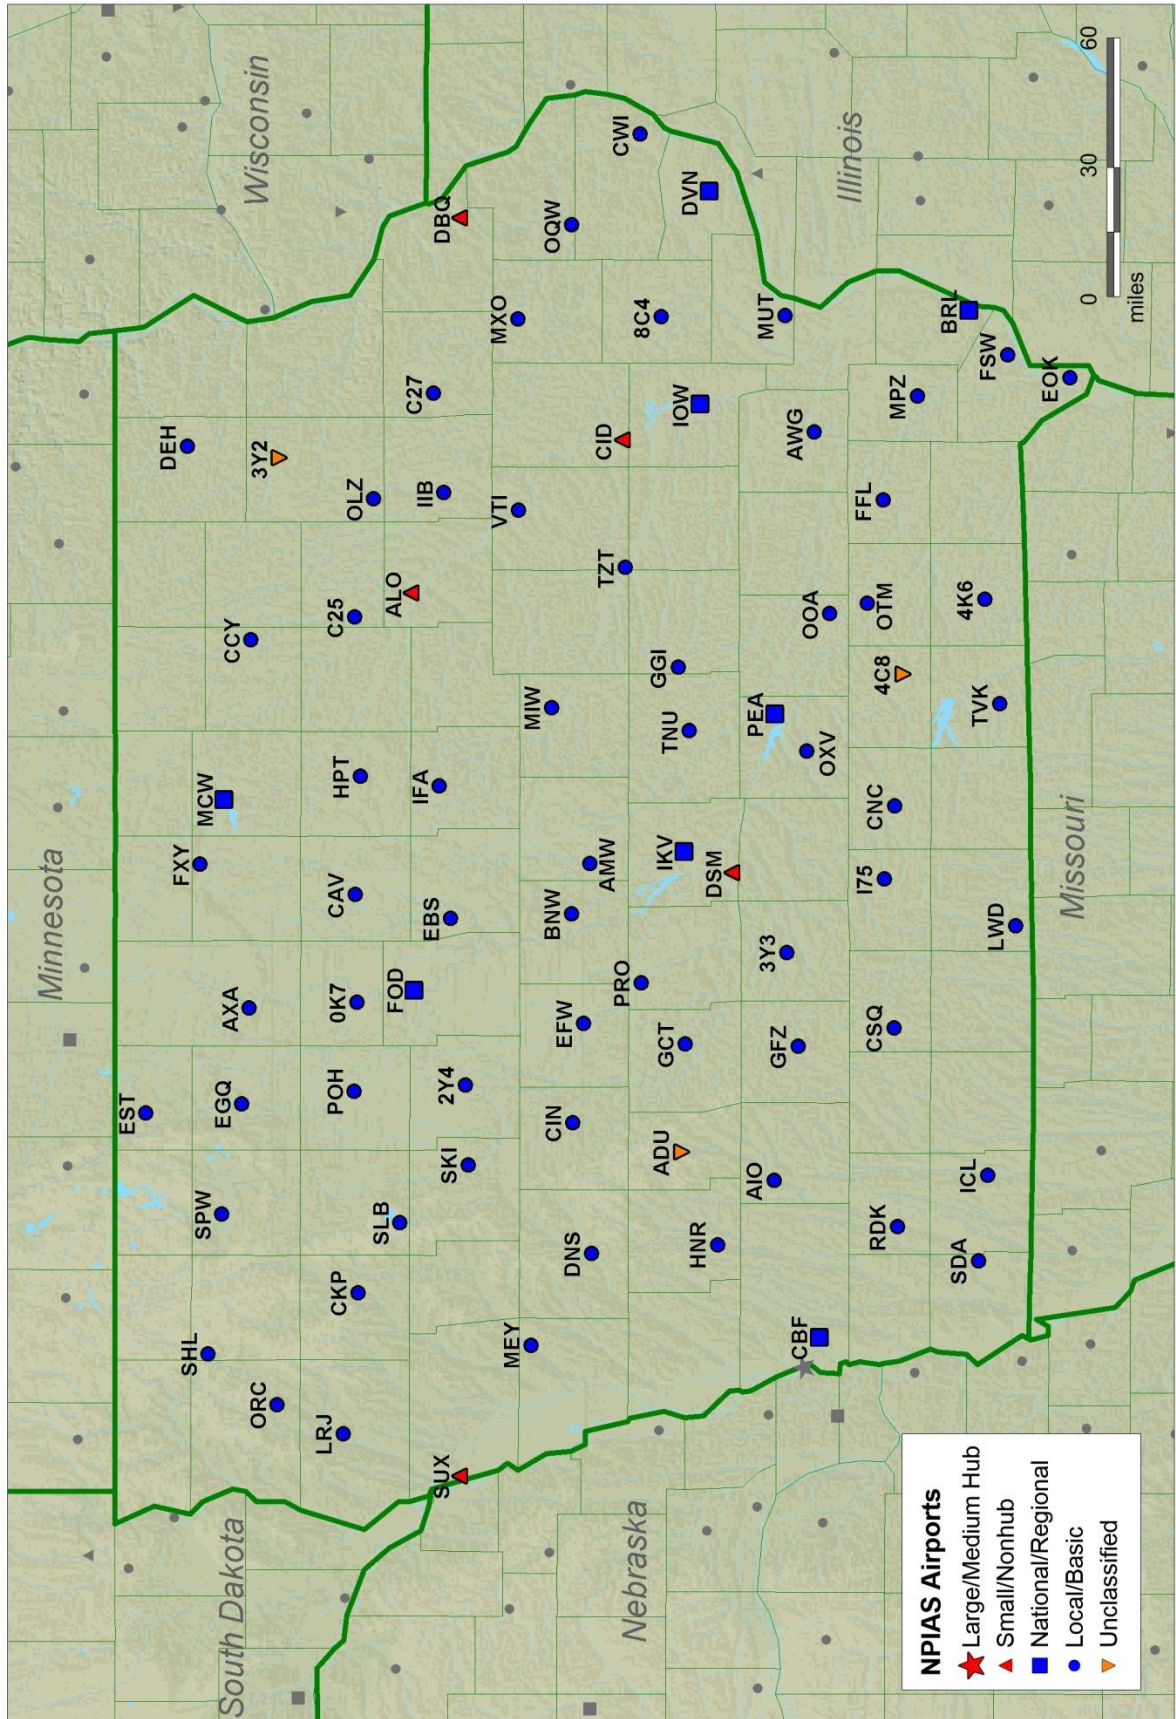 Minnesota
Wisconsin
South Dakota
Nebraska
Illinois
Missouri
EST
DEH
FXY
SHL
SPW
MCW
EGQ
AXA
CCY
3Y2
ORC
LRJ
CKP
POH
0K7
CAV
HPT
C25
OLZ
SLB
FOD
ALO
SUX
SKI
2Y4
EBS
IFA
IIB
C27
DBQ
MEY
VTI
MXO
MIW
DNS
CIN
EFW
BNW
AMW
OQW
PRO
TZT
CID
8C4
CWI
HNR
ADU
GCT
IKV
TNU
GGI
IOW
DVN
DSM
AIO
GFZ
3Y3
PEA
OXV
MUT
CBF
OOA
AWG
RDK
CSQ
I75
CNC
4C8
OTM
FFL
MPZ
SDA
ICL
LWD
TVK
4K6
BRL
FSW
EOK
NPIAS Airports
Large/Medium Hub
Small/Nonhub
National/Regional
Local/Basic
Unclassified
0 30 60
miles